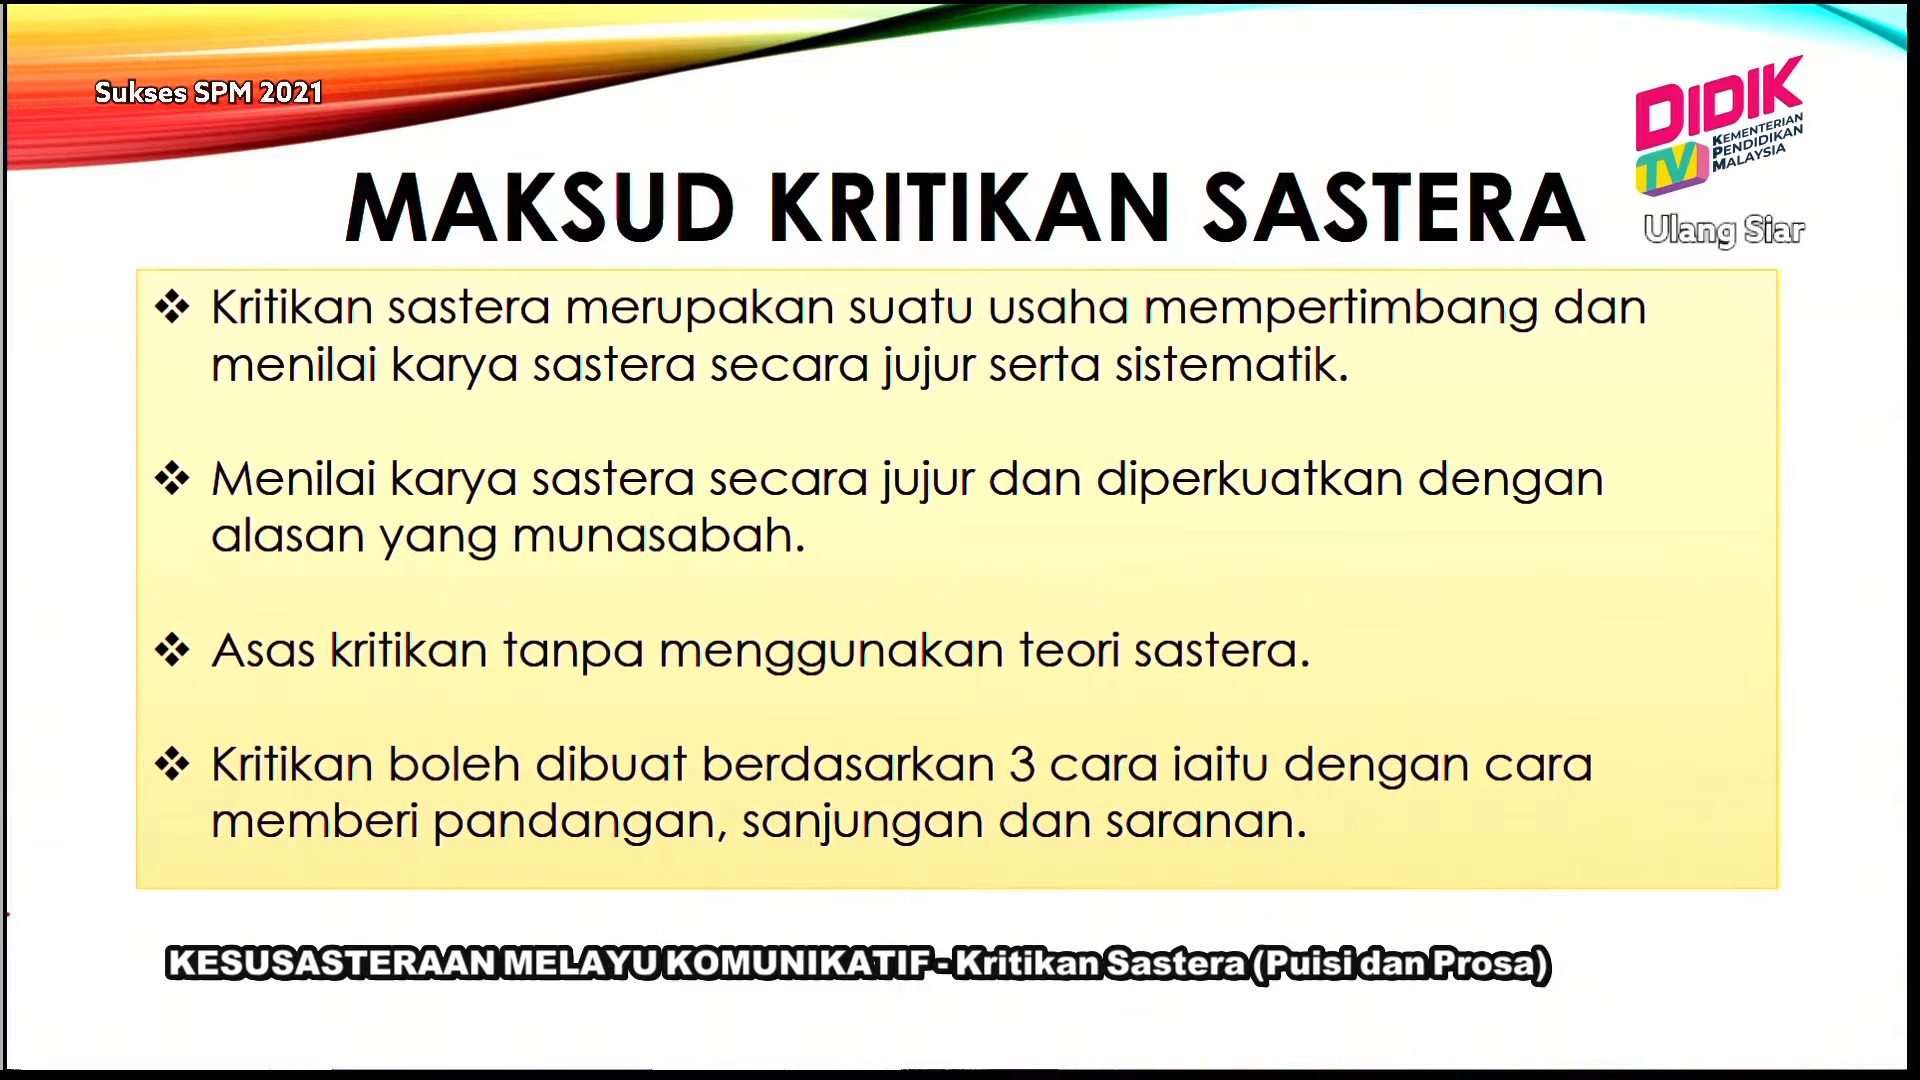 Sukses SPM 2021
DIDIK
TV
KEMENTERIAN
PENDIDIKAN
MALAYSIA
Ulang Siar
MAKSUD KRITIKAN SASTERA
❖ Kritikan sastera merupakan suatu usaha mempertimbang dan
menilai karya sastera secara jujur serta sistematik.
❖ Menilai karya sastera secara jujur dan diperkuatkan dengan
alasan yang munasabah.
❖ Asas kritikan tanpa menggunakan teori sastera.
❖ Kritikan boleh dibuat berdasarkan 3 cara iaitu dengan cara
memberi pandangan, sanjungan dan saranan.
KESUSASTERAAN MELAYU KOMUNIKATIF - Kritikan Sastera (Puisi dan Prosa)